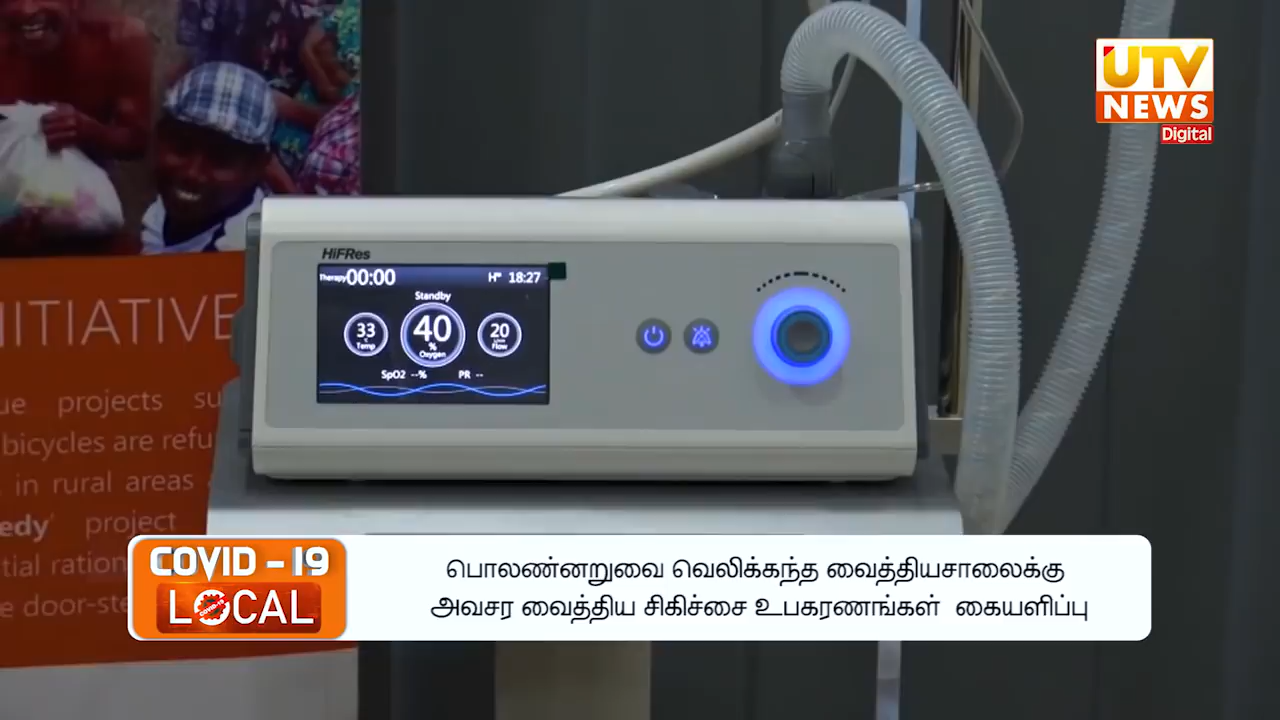 UTV
NEWS
Digital
HiFRes
Therapy 00:00
18:27
Standby
33
Temp
40
%
Oxygen
20
Flow
SpO2 --%
PR --
ITIATIVE
ue projects su
bicycles are refu
in rural areas
edy' project
tial ration
e door-ste
COVID - 19
LOCAL
பொலண்னறுவை வெலிக்கந்த வைத்தியசாலைக்கு
அவசர வைத்திய சிகிச்சை உபகரணங்கள் கையளிப்பு